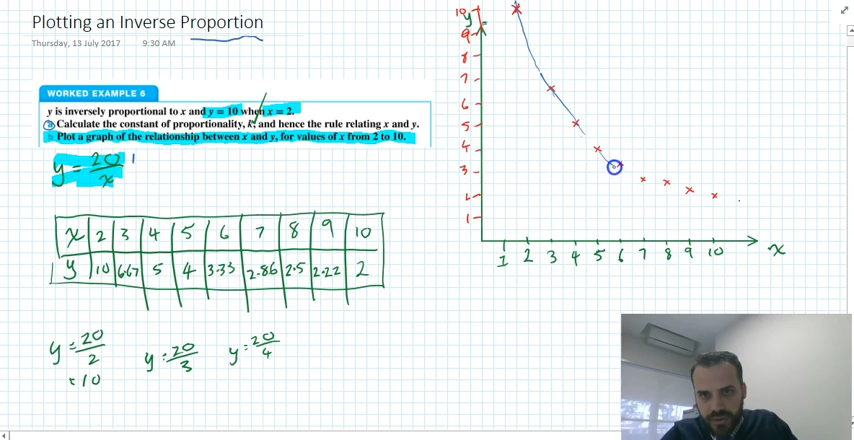 Plotting an Inverse Proportion
Thursday, 13 July 2017 9:30 AM
WORKED EXAMPLE 6
y is inversely proportional to x and y = 10 when x = 2.
a Calculate the constant of proportionality, k, and hence the rule relating x and y.
b Plot a graph of the relationship between x and y, for values of x from 2 to 10.
y = 20/x
x 2 3 4 5 6 7 8 9 10
y 10 6.67 5 4 3.33 2.86 2.5 2.22 2
y = 20/2 y = 20/3 y = 20/4
= 10
y
10
9
8
7
6
5
4
3
2
1
1 2 3 4 5 6 7 8 9 10 x